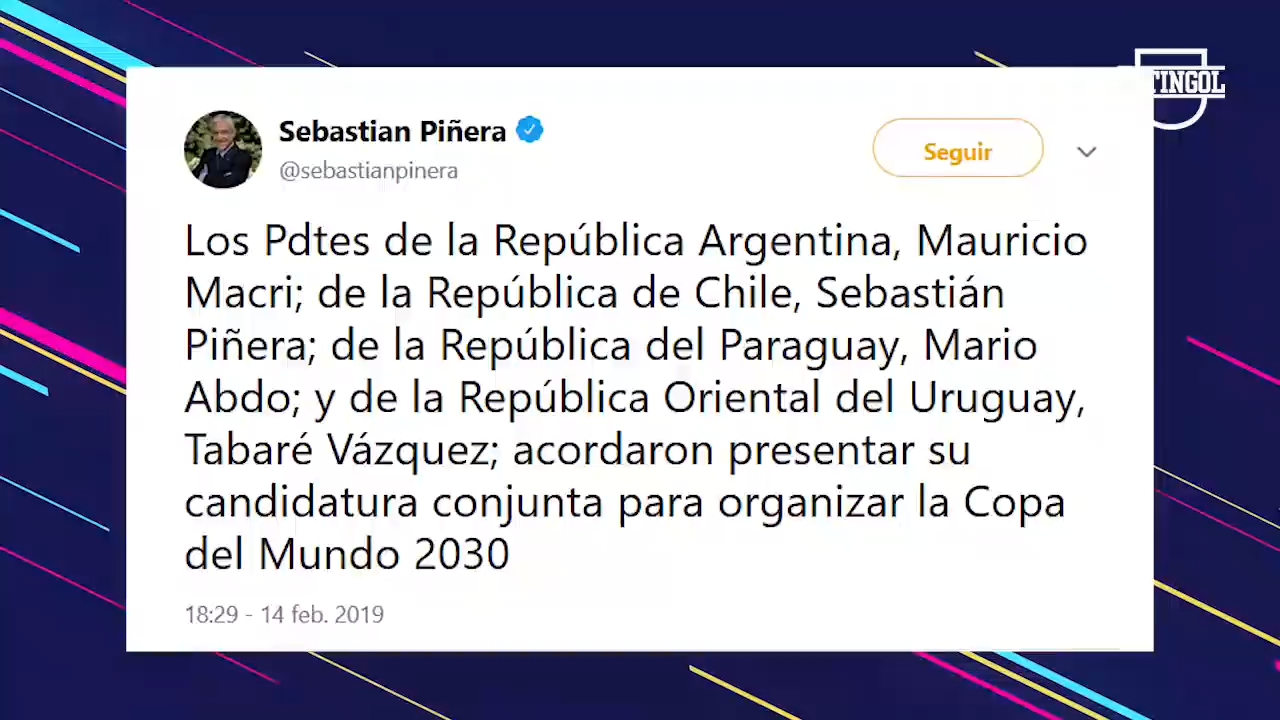 TINGOL
Sebastian Piñera
@sebastianpinera
Seguir
Los Pdtes de la República Argentina, Mauricio
Macri; de la República de Chile, Sebastián
Piñera; de la República del Paraguay, Mario
Abdo; y de la República Oriental del Uruguay,
Tabaré Vázquez; acordaron presentar su
candidatura conjunta para organizar la Copa
del Mundo 2030
18:29 - 14 feb. 2019